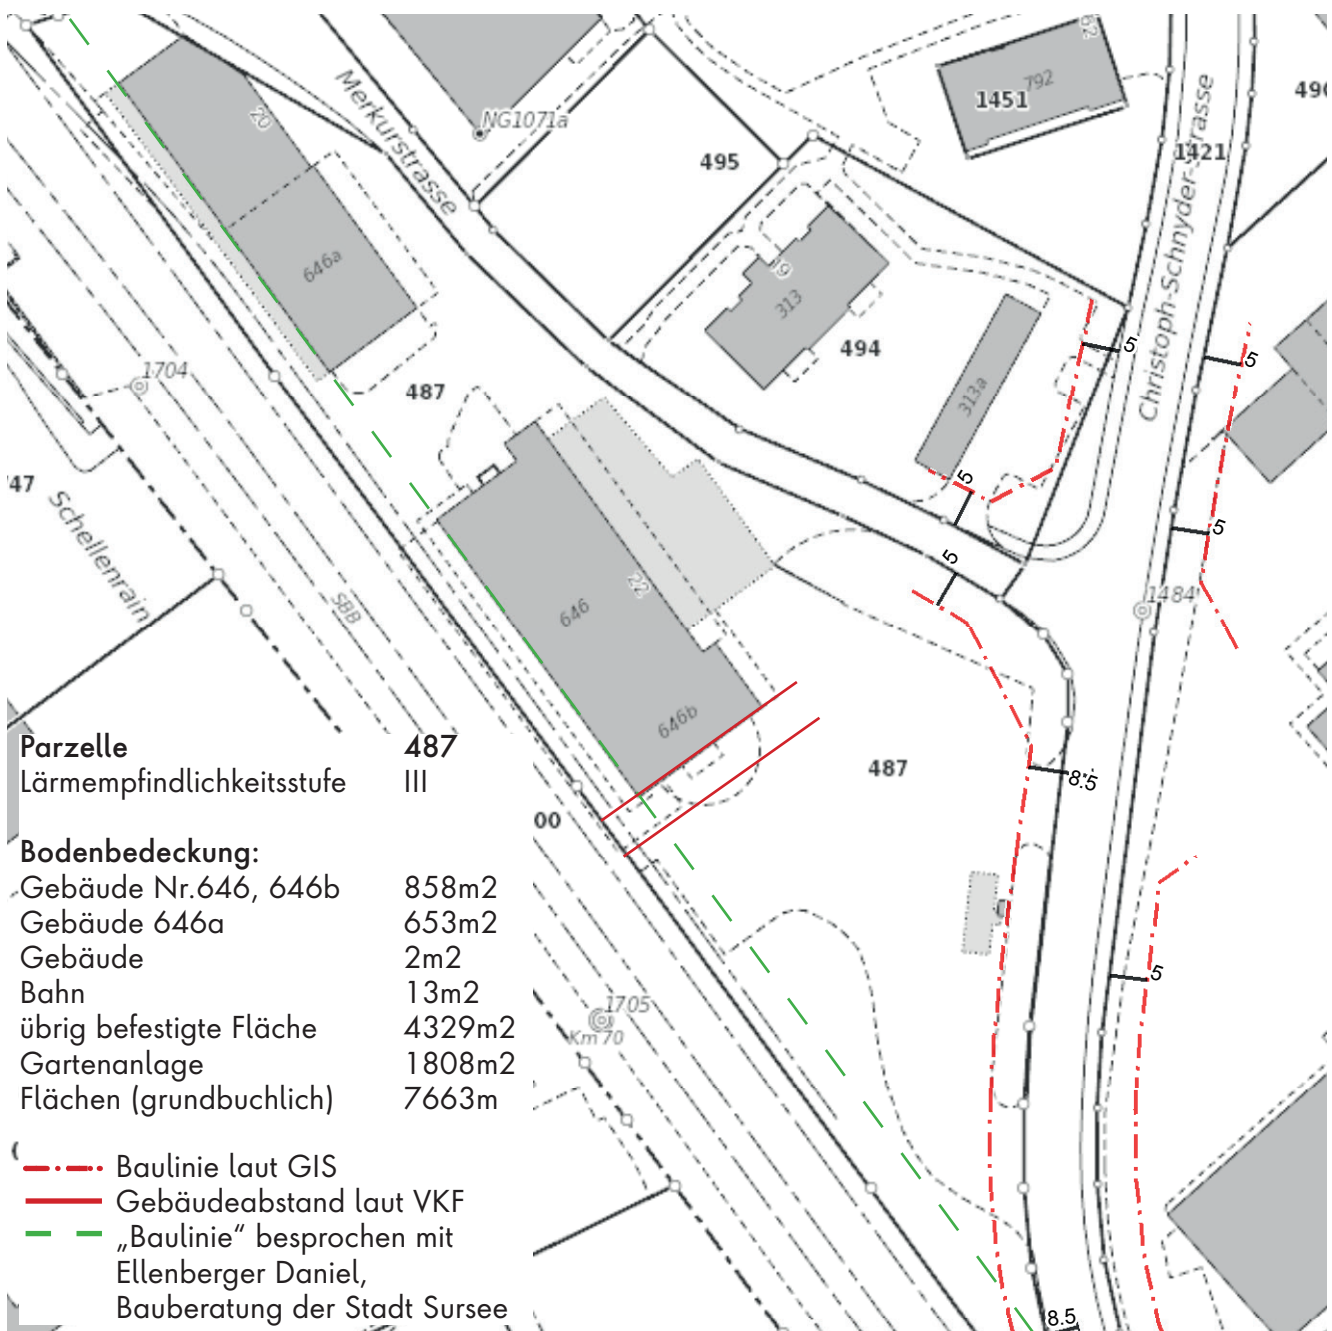 62
792
1451
Merkurstrasse
NG1071a
20
495
Christoph-Schnyder-Strasse
1421
490
646a
9
313
494
313a
5
5
1704
487
47
Schellenrain
5
5
5
SBB
22
646
1484
646b
487
8.5
00
Parzelle 487
Lärmempfindlichkeitsstufe III
Bodenbedeckung:
Gebäude Nr.646, 646b 858m2
Gebäude 646a 653m2
Gebäude 2m2
Bahn 13m2
übrig befestigte Fläche 4329m2
Gartenanlage 1808m2
Flächen (grundbuchlich) 7663m
5
1705
Km 70
Baulinie laut GIS
Gebäudeabstand laut VKF
„Baulinie“ besprochen mit
Ellenberger Daniel,
Bauberatung der Stadt Sursee
8.5